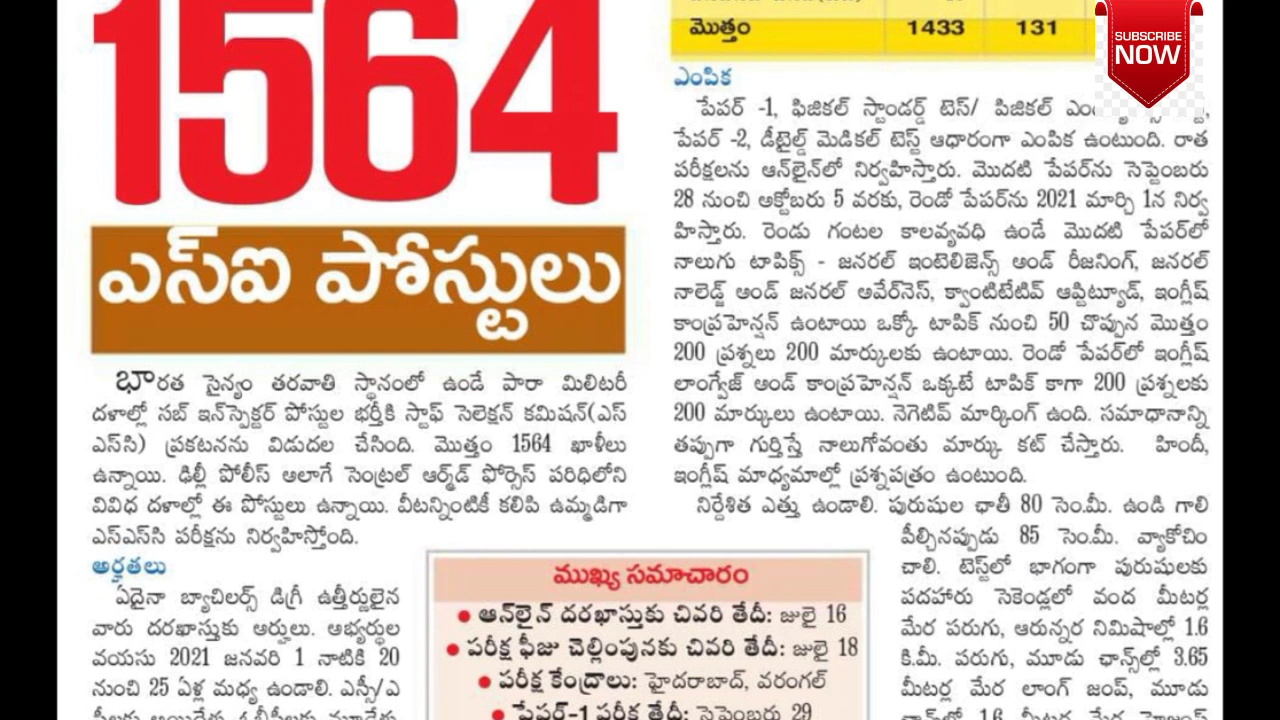 1564
ఎస్ఐ పోస్టులు
భారత సైన్యం తరవాతి స్థానంలో ఉండే పారా మిలిటరీ
దళాల్లో సబ్ ఇన్‌స్పెక్టర్ పోస్టుల భర్తీకి స్టాఫ్ సెలెక్షన్ కమిషన్(ఎస్
ఎస్‌సి) ప్రకటనను విడుదల చేసింది. మొత్తం 1564 ఖాళీలు
ఉన్నాయి. ఢిల్లీ పోలీస్ అలాగే సెంట్రల్ ఆర్మ్‌డ్ ఫోర్సెస్ పరిధిలోని
వివిధ దళాల్లో ఈ పోస్టులు ఉన్నాయి. వీటన్నింటికీ కలిపి ఉమ్మడిగా
ఎస్ఎస్‌సి పరీక్షను నిర్వహిస్తోంది.
అర్హతలు
ఏదైనా బ్యాచిలర్స్ డిగ్రీ ఉత్తీర్ణులైన
వారు దరఖాస్తుకు అర్హులు. అభ్యర్థుల
వయసు 2021 జనవరి 1 నాటికి 20
నుంచి 25 ఏళ్ల మధ్య ఉండాలి. ఎస్సీ/ఎ
ముఖ్య సమాచారం
• ఆన్‌లైన్ దరఖాస్తుకు చివరి తేదీ: జులై 16
• పరీక్ష ఫీజు చెల్లింపునకు చివరి తేదీ: జులై 18
• పరీక్ష కేంద్రాలు: హైదరాబాద్, వరంగల్
• పేపర్-1 పరీక్ష తేదీ: సెప్టెంబరు 29
మొత్తం 1433 131
SUBSCRIBE
NOW
ఎంపిక
పేపర్ -1, ఫిజికల్ స్టాండర్డ్ టెస్/ పిజికల్
పేపర్ -2, డీటైల్డ్ మెడికల్ టెస్ట్ ఆధారంగా ఎంపిక ఉంటుంది. రాత
పరీక్షలను ఆన్‌లైన్‌లో నిర్వహిస్తారు. మొదటి పేపర్‌ను సెప్టెంబరు
28 నుంచి అక్టోబరు 5 వరకు, రెండో పేపర్‌ను 2021 మార్చి 1న నిర్వ
హిస్తారు. రెండు గంటల కాలవ్యవధి ఉండే మొదటి పేపర్‌లో
నాలుగు టాపిక్స్ - జనరల్ ఇంటెలిజెన్స్ అండ్ రీజనింగ్, జనరల్
నాలెడ్జ్ అండ్ జనరల్ అవేర్‌నెస్, క్వాంటిటేటివ్ ఆప్టిట్యూడ్, ఇంగ్లీష్
కాంప్రహెన్షన్ ఉంటాయి ఒక్కో టాపిక్ నుంచి 50 చొప్పున మొత్తం
200 ప్రశ్నలు 200 మార్కులకు ఉంటాయి. రెండో పేపర్‌లో ఇంగ్లీష్
లాంగ్వేజ్ అండ్ కాంప్రహెన్షన్ ఒక్కటే టాపిక్ కాగా 200 ప్రశ్నలకు
200 మార్కులు ఉంటాయి. నెగెటివ్ మార్కింగ్ ఉంది. సమాధానాన్ని
తప్పుగా గుర్తిస్తే నాలుగోవంతు మార్కు కట్ చేస్తారు. హిందీ,
ఇంగ్లీష్ మాధ్యమాల్లో ప్రశ్నపత్రం ఉంటుంది.
నిర్దేశిత ఎత్తు ఉండాలి. పురుషుల ఛాతీ 80 సెం.మీ. ఉండి గాలి
పీల్చినప్పుడు 85 సెం.మీ. వ్యాకోచిం
చాలి. టెస్ట్‌లో భాగంగా పురుషులకు
పదహారు సెకెండ్లలో వంద మీటర్ల
మేర పరుగు, ఆరున్నర నిమిషాల్లో 1.6
కి.మీ. పరుగు, మూడు ఛాన్స్‌ల్లో 3.65
మీటర్ల మేర లాంగ్ జంప్, మూడు